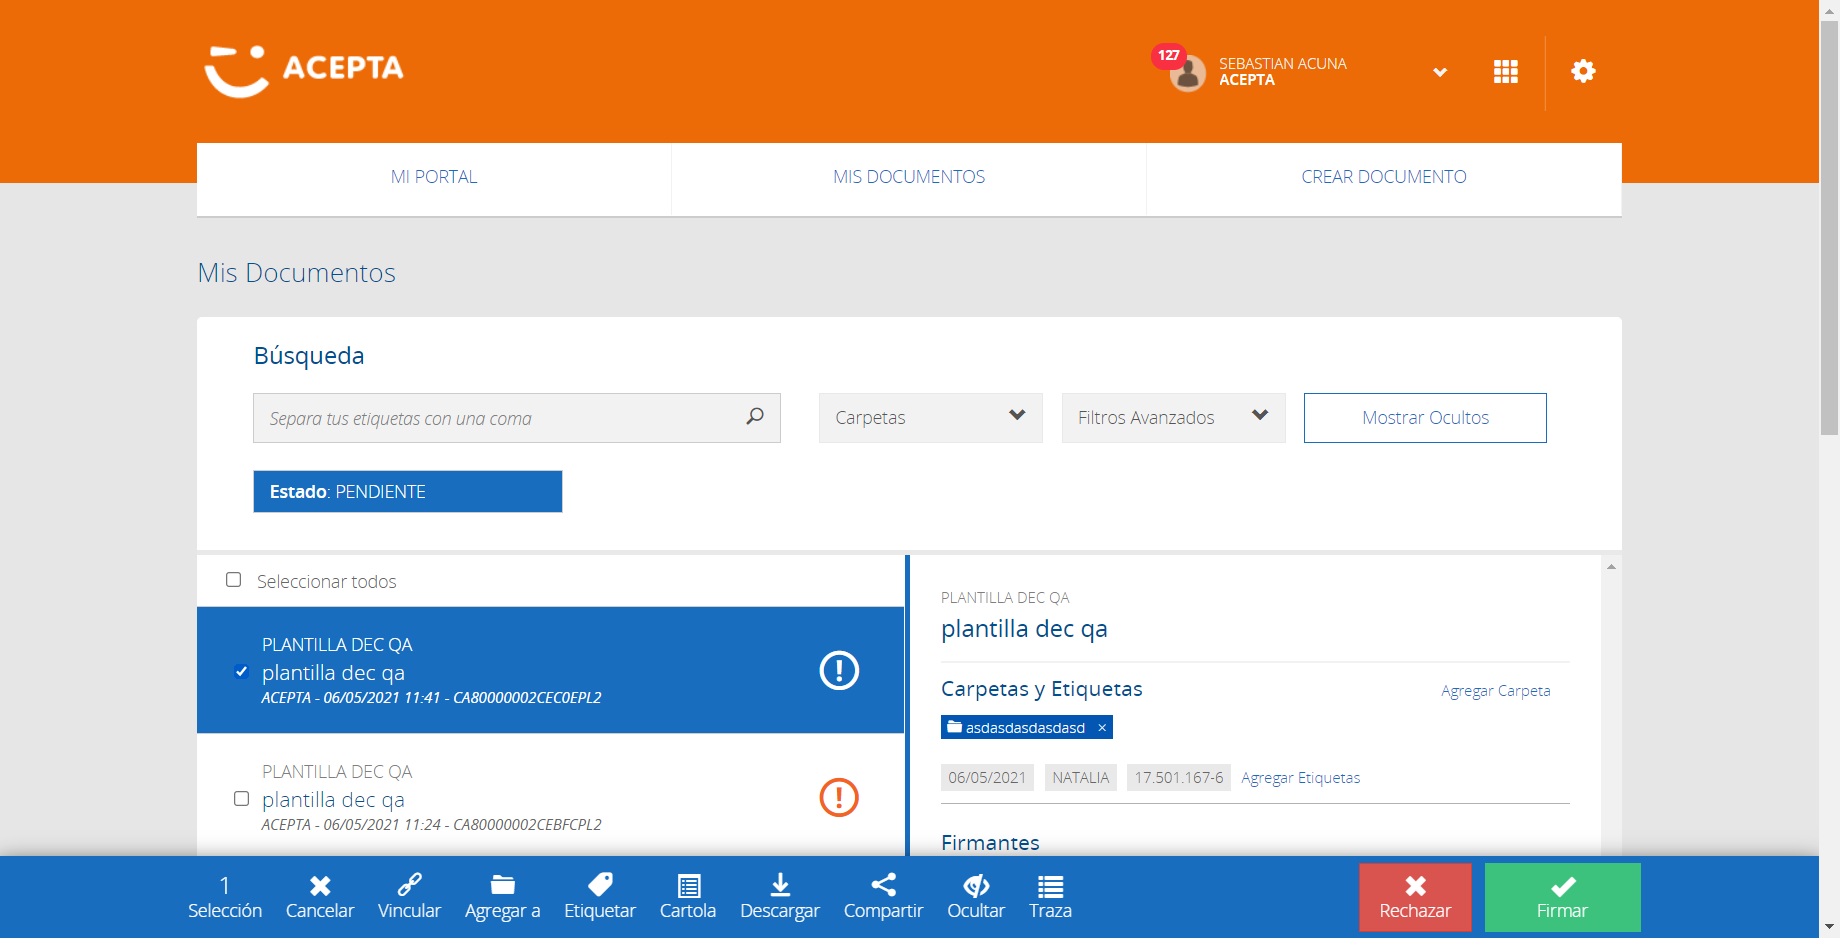 ACEPTA
127
SEBASTIAN ACUNA
ACEPTA
MI PORTAL
MIS DOCUMENTOS
CREAR DOCUMENTO
Mis Documentos
Búsqueda
Separa tus etiquetas con una coma
Carpetas
Filtros Avanzados
Mostrar Ocultos
Estado: PENDIENTE
Seleccionar todos
PLANTILLA DEC QA
plantilla dec qa
ACEPTA - 06/05/2021 11:41 - CA80000002CEC0EPL2
PLANTILLA DEC QA
plantilla dec qa
ACEPTA - 06/05/2021 11:24 - CA80000002CEBFCPL2
PLANTILLA DEC QA
plantilla dec qa
Carpetas y Etiquetas
Agregar Carpeta
asdasdasdasdasd ×
06/05/2021
NATALIA
17.501.167-6
Agregar Etiquetas
Firmantes
1
Selección
Cancelar
Vincular
Agregar a
Etiquetar
Cartola
Descargar
Compartir
Ocultar
Traza
Rechazar
Firmar